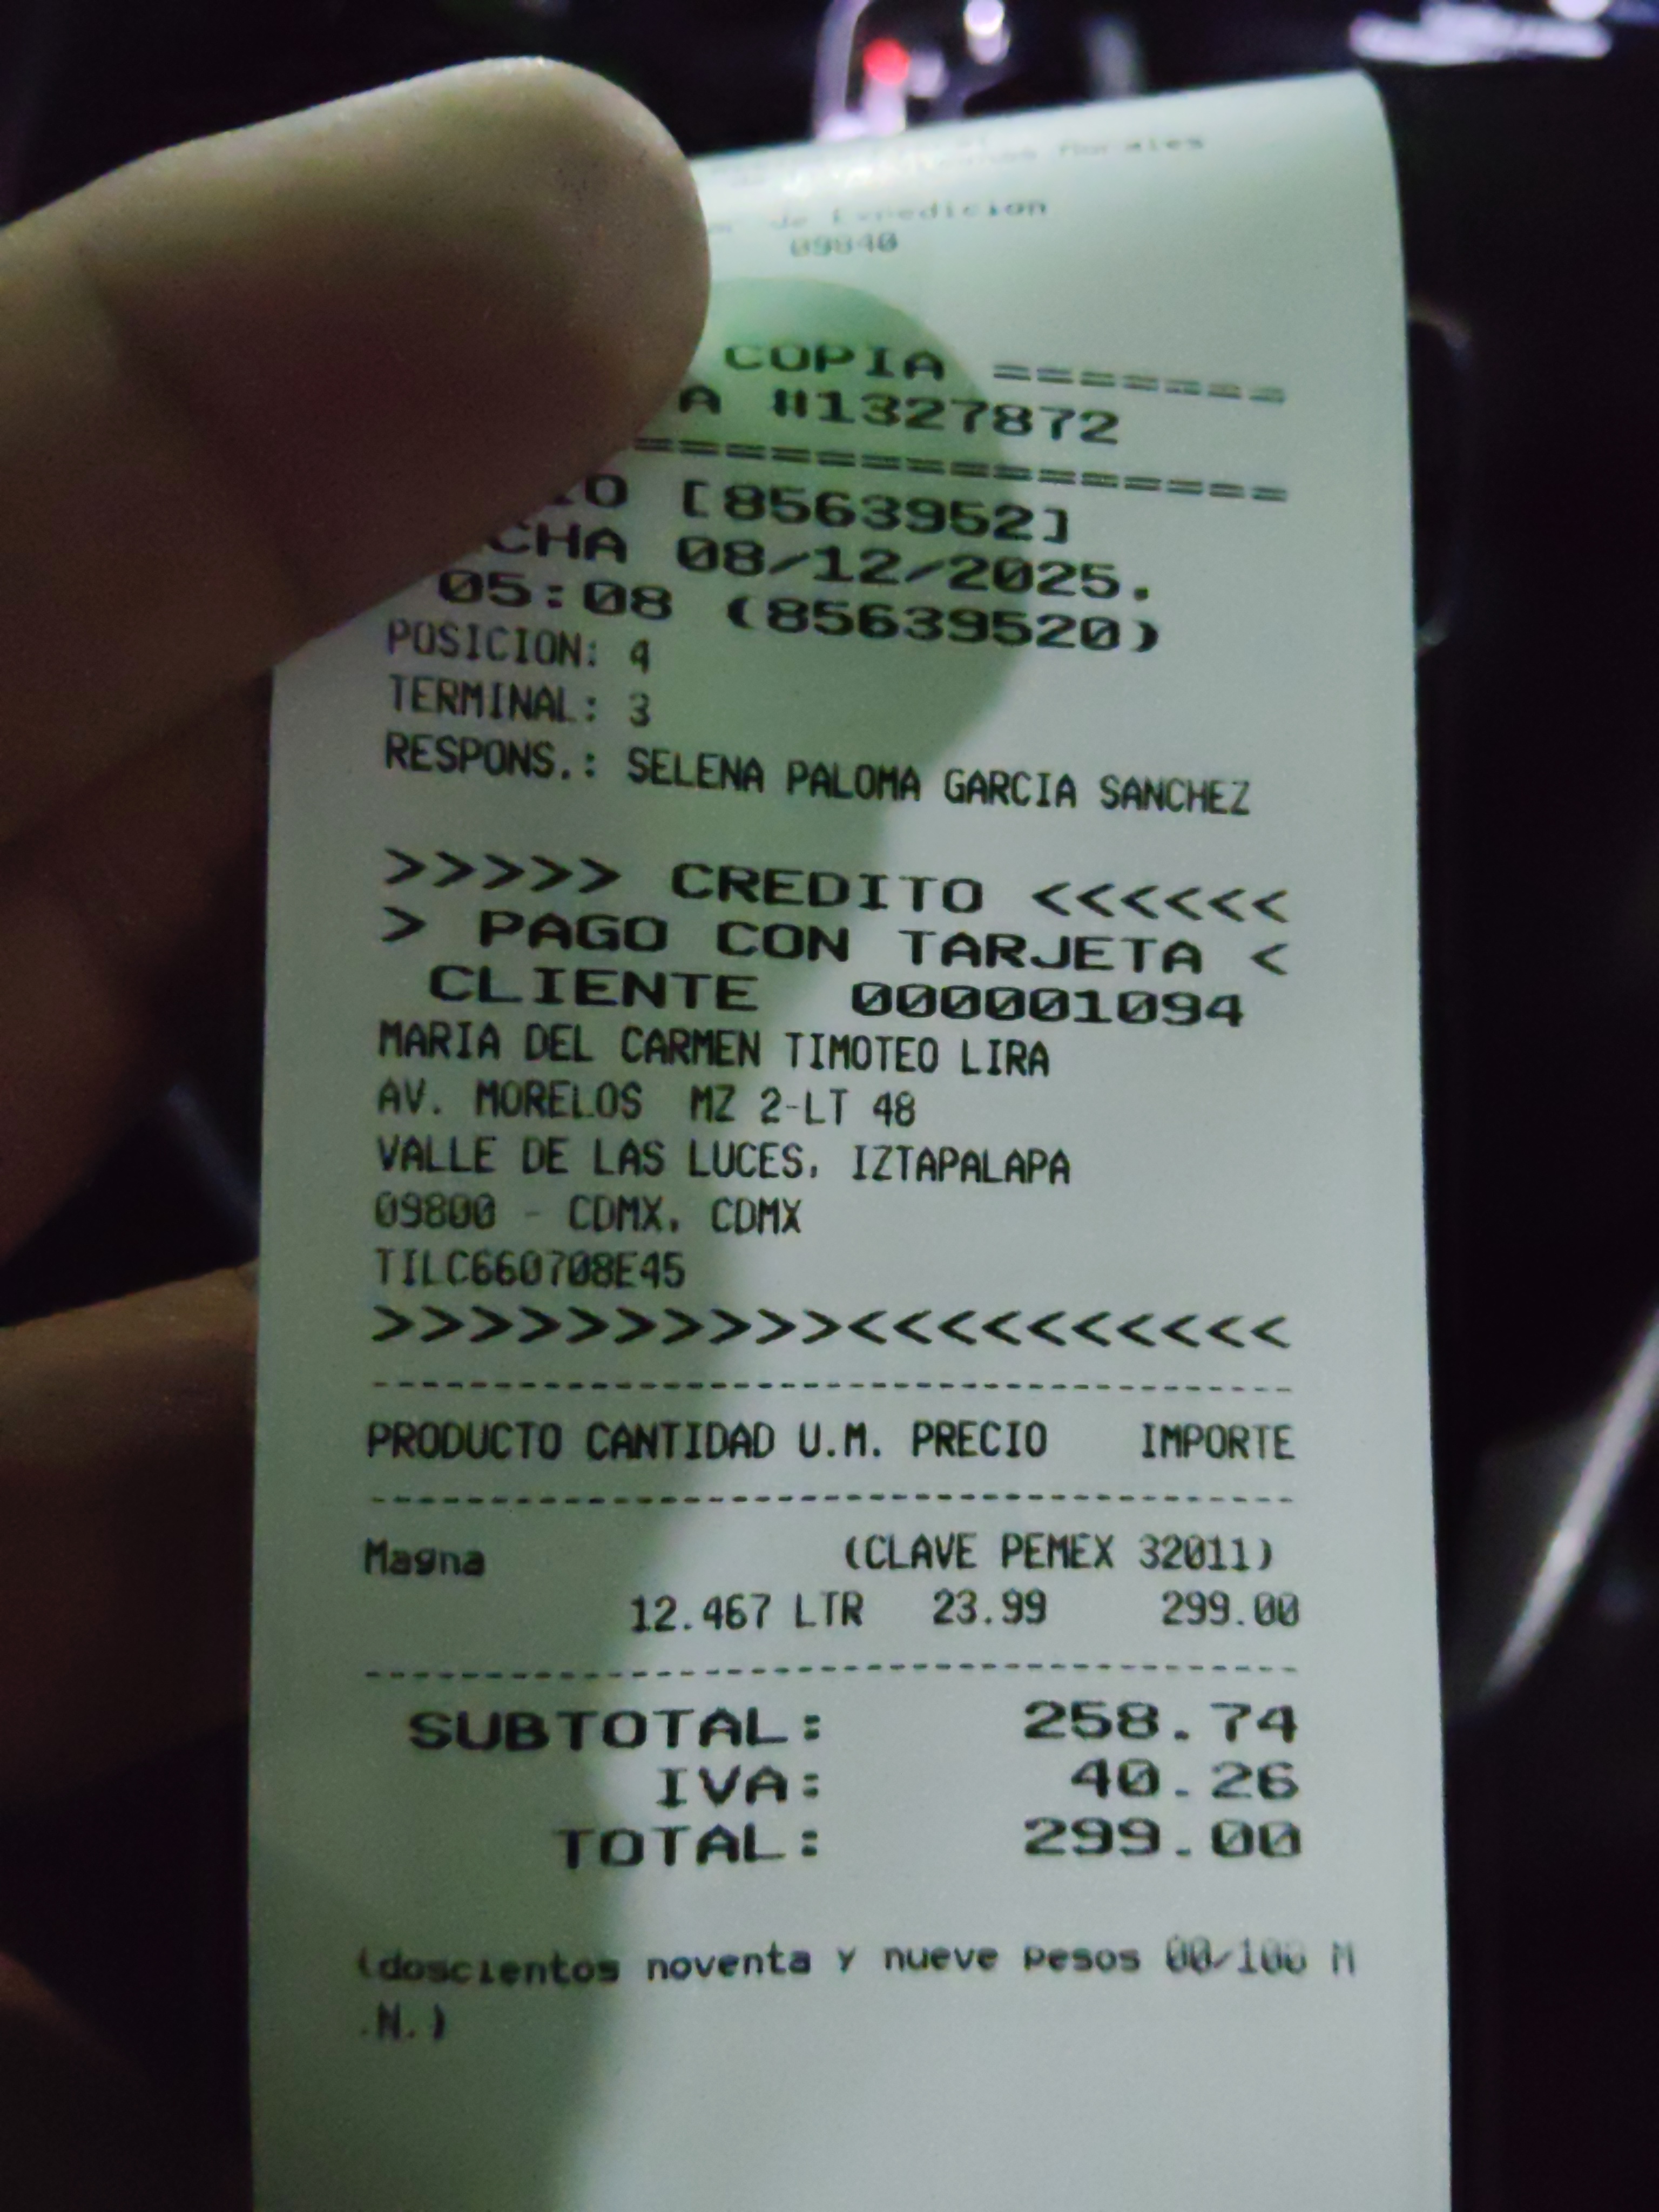 Morales
de Expedicion
09840
COPIA =======
A #1327872
==================
IO [8563952]
CHA 08/12/2025.
05:08 (85639520)
POSICION: 4
TERMINAL: 3
RESPONS.: SELENA PALOMA GARCIA SANCHEZ
>>>>> CREDITO <<<<<<
> PAGO CON TARJETA <
CLIENTE 000001094
MARIA DEL CARMEN TIMOTEO LIRA
AV. MORELOS MZ 2-LT 48
VALLE DE LAS LUCES, IZTAPALAPA
09800 - CDMX, CDMX
TILC660708E45
>>>>>>>>>><<<<<<<<<<
----------------------------------------
PRODUCTO CANTIDAD U.M. PRECIO IMPORTE
----------------------------------------
Magna (CLAVE PEMEX 32011)
12.467 LTR 23.99 299.00
----------------------------------------
SUBTOTAL: 258.74
IVA: 40.26
TOTAL: 299.00
(doscientos noventa y nueve pesos 00/100 M
.N.)